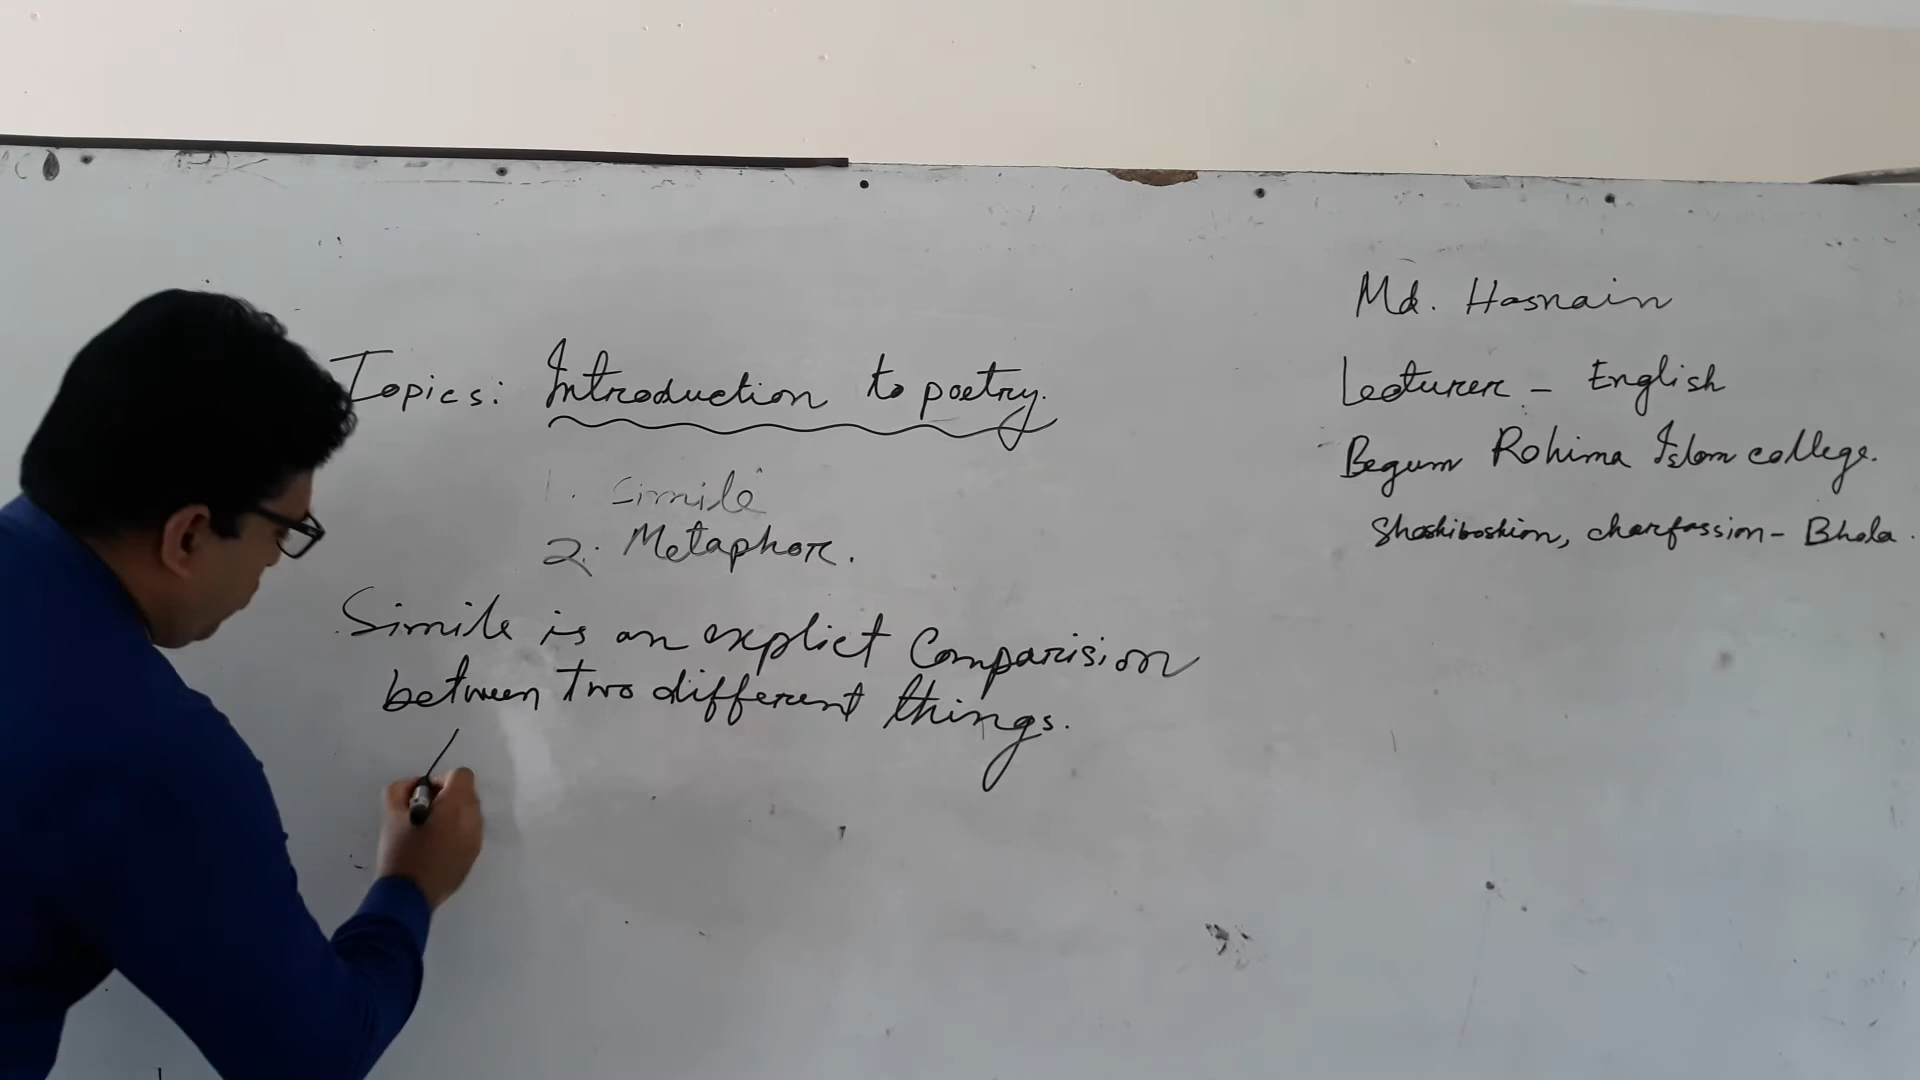 Topics: Introduction to poetry.
1. Simile
2. Metaphor.
Simile is an explict Comparision
between two different things.
Md. Hasnain
Lecturer - English
Begum Rohima Islam college.
Shashiboshion, charfassion - Bhola.